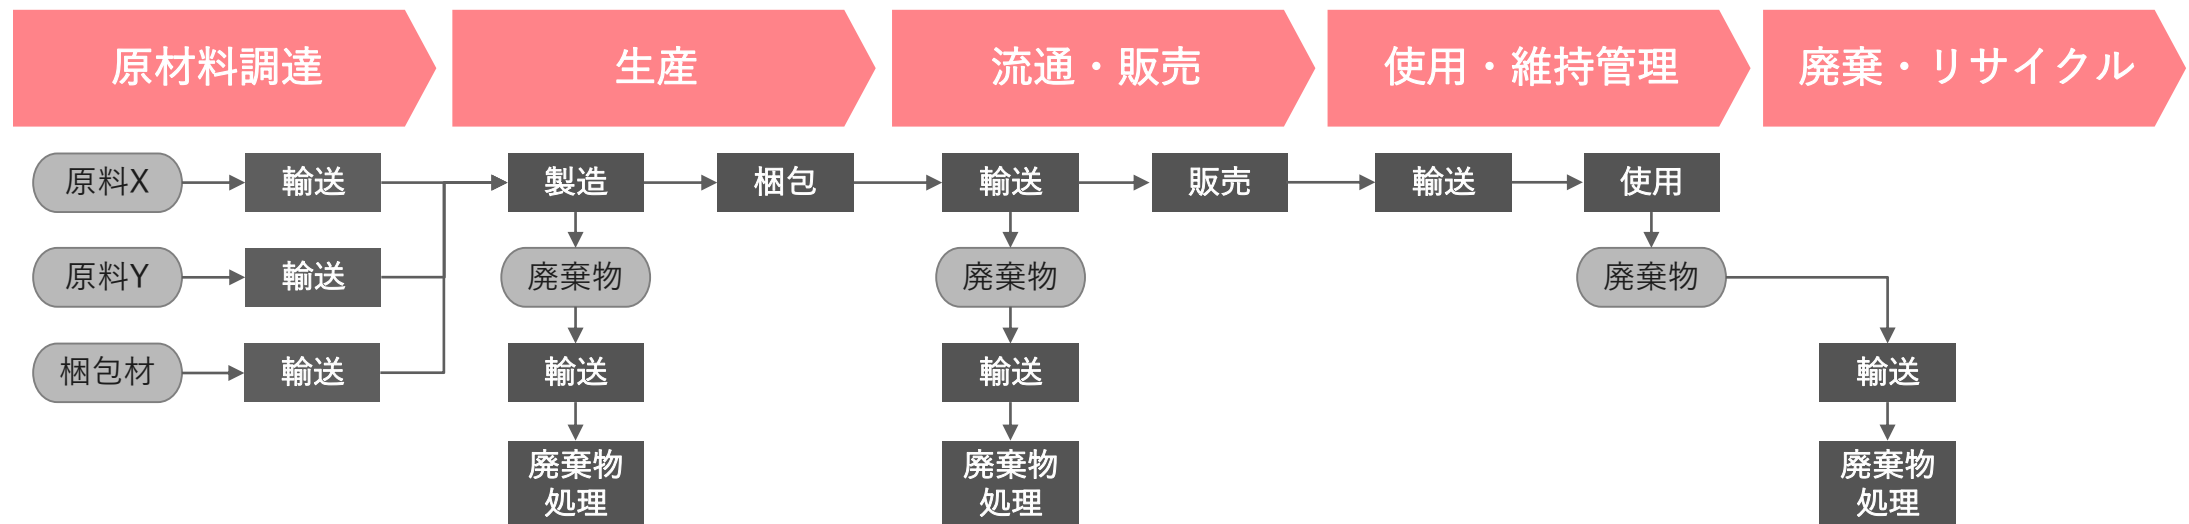 原材料調達
生産
流通・販売
使用・維持管理
廃棄・リサイクル
原料X
輸送
製造
梱包
輸送
販売
輸送
使用
原料Y
輸送
廃棄物
廃棄物
廃棄物
梱包材
輸送
輸送
輸送
輸送
廃棄物
処理
廃棄物
処理
廃棄物
処理